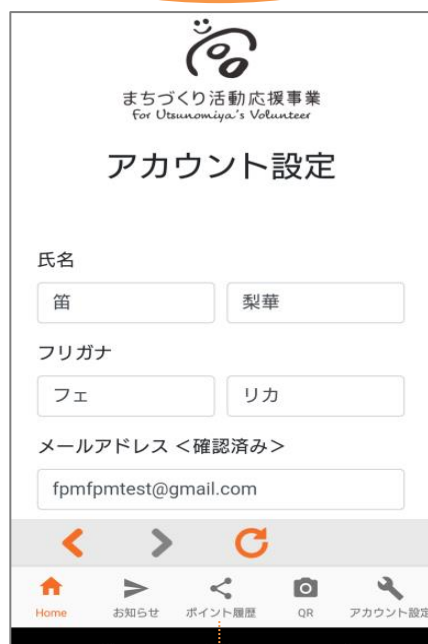 まちづくり活動応援事業
For Utsunomiya's Volunteer
アカウント設定
氏名
笛 梨華
フリガナ
フェ リカ
メールアドレス <確認済み>
fpmfpmtest@gmail.com
Home お知らせ ポイント履歴 QR アカウント設定